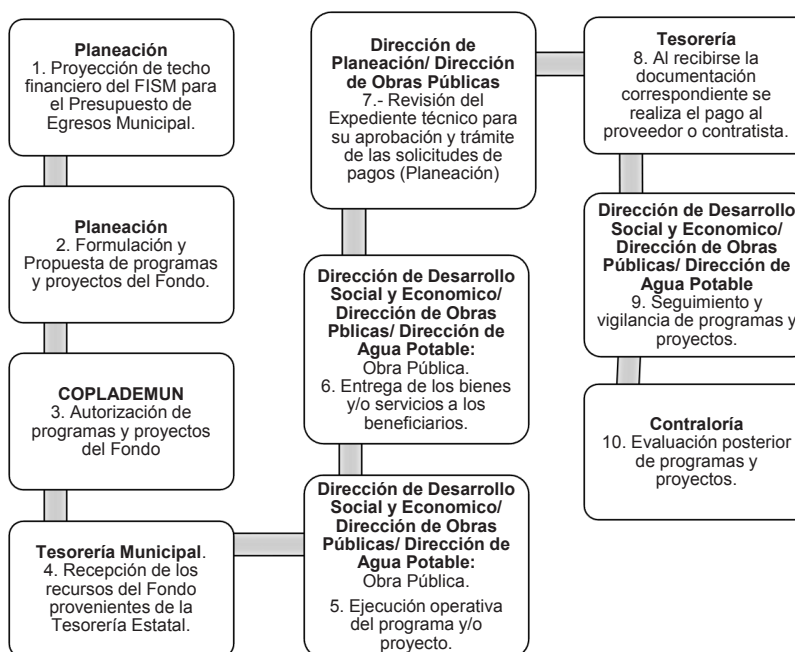 Planeación
1. Proyección de techo
financiero del FISM para
el Presupuesto de
Egresos Municipal.
Planeación
2. Formulación y
Propuesta de programas
y proyectos del Fondo.
COPLADEMUN
3. Autorización de
programas y proyectos
del Fondo
Tesorería Municipal.
4. Recepción de los
recursos del Fondo
provenientes de la
Tesorería Estatal.
Dirección de Desarrollo
Social y Economico/
Dirección de Obras
Públicas/ Dirección de
Agua Potable:
Obra Pública.
5. Ejecución operativa
del programa y/o
proyecto.
Dirección de Desarrollo
Social y Economico/
Dirección de Obras
Pblicas/ Dirección de
Agua Potable:
Obra Pública.
6. Entrega de los bienes
y/o servicios a los
beneficiarios.
Dirección de
Planeación/ Dirección
de Obras Públicas
7.- Revisión del
Expediente técnico para
su aprobación y trámite
de las solicitudes de
pagos (Planeación)
Tesorería
8. Al recibirse la
documentación
correspondiente se
realiza el pago al
proveedor o contratista.
Dirección de Desarrollo
Social y Economico/
Dirección de Obras
Públicas/ Dirección de
Agua Potable
9. Seguimiento y
vigilancia de programas y
proyectos.
Contraloría
10. Evaluación posterior
de programas y
proyectos.